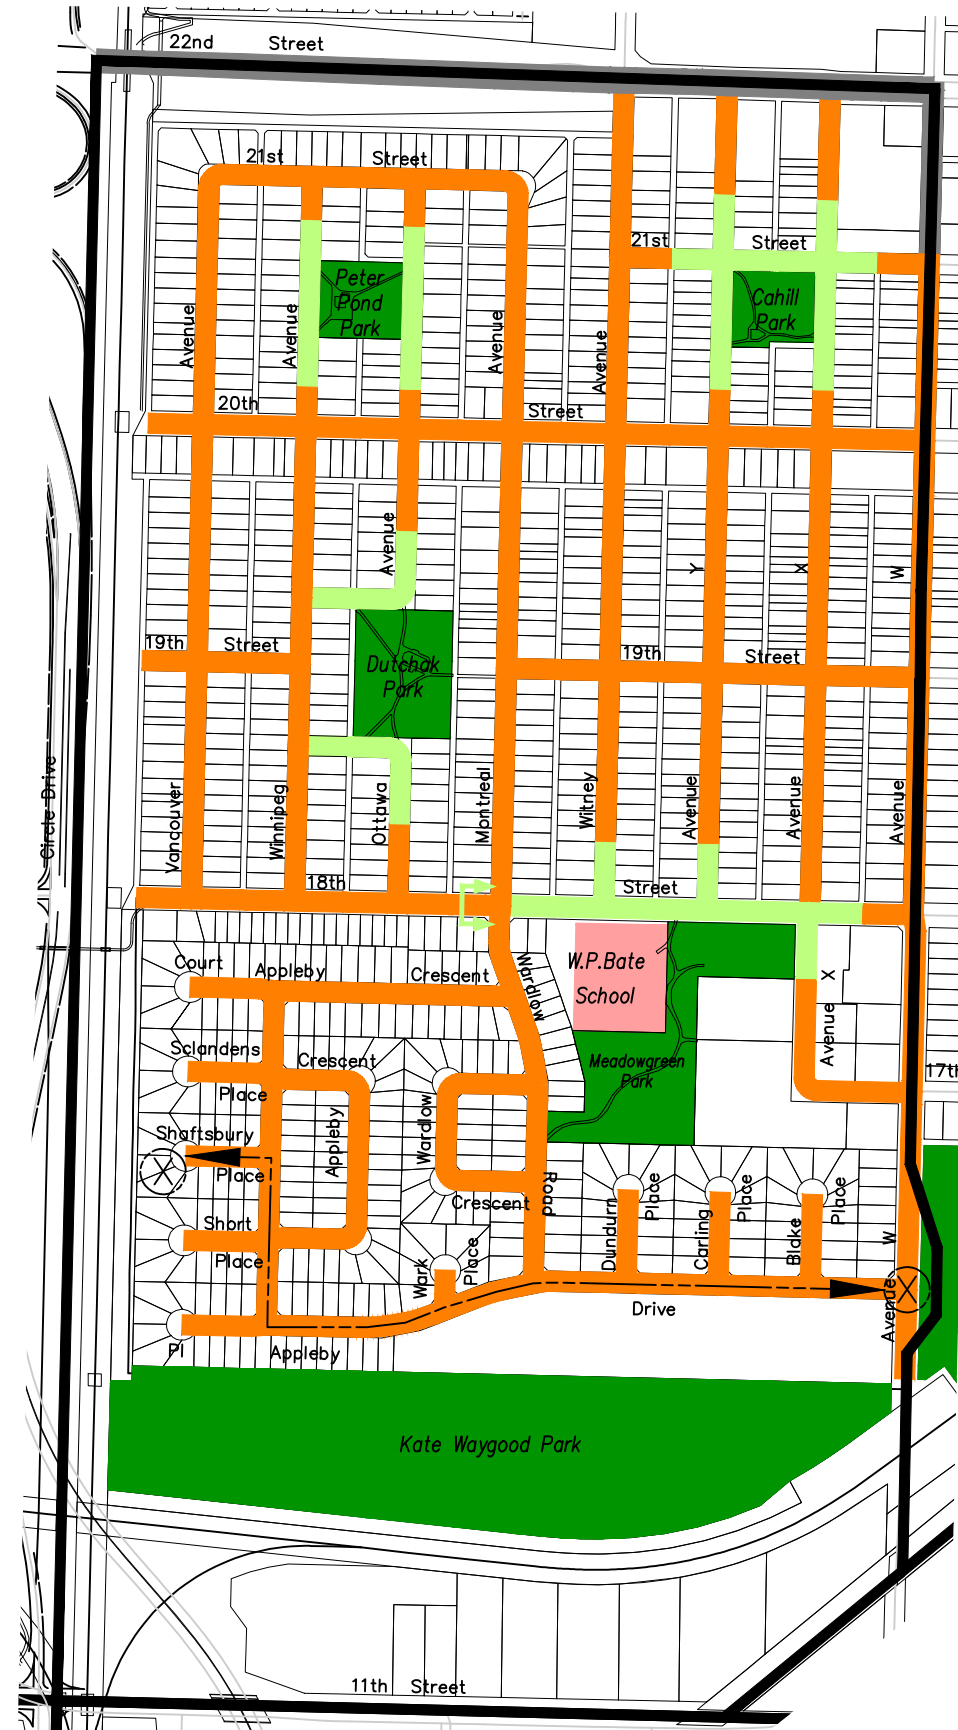 22nd Street
21st Street
21st Street
Peter
Pond
Park
Cahill
Park
Avenue
Avenue
Avenue
Avenue
20th Street
Avenue
Y
X
W
19th Street
19th Street
Dutchak
Park
Circle Drive
Vancouver
Winnipeg
Ottawa
Montreal
Witney
Avenue
Avenue
Avenue
18th Street
Court
Appleby Crescent
Wardlow
W.P.Bate
School
X
Avenue
Sclandens
Place
Crescent
Meadowgreen
Park
17th
Shaftsbury
Place
Appleby
Wardlow
Crescent
Road
Short
Place
Wark
Place
Dundurn
Place
Carling
Place
Blake
Place
W
Avenue
Drive
Pl
Appleby
Kate Waygood Park
11th Street